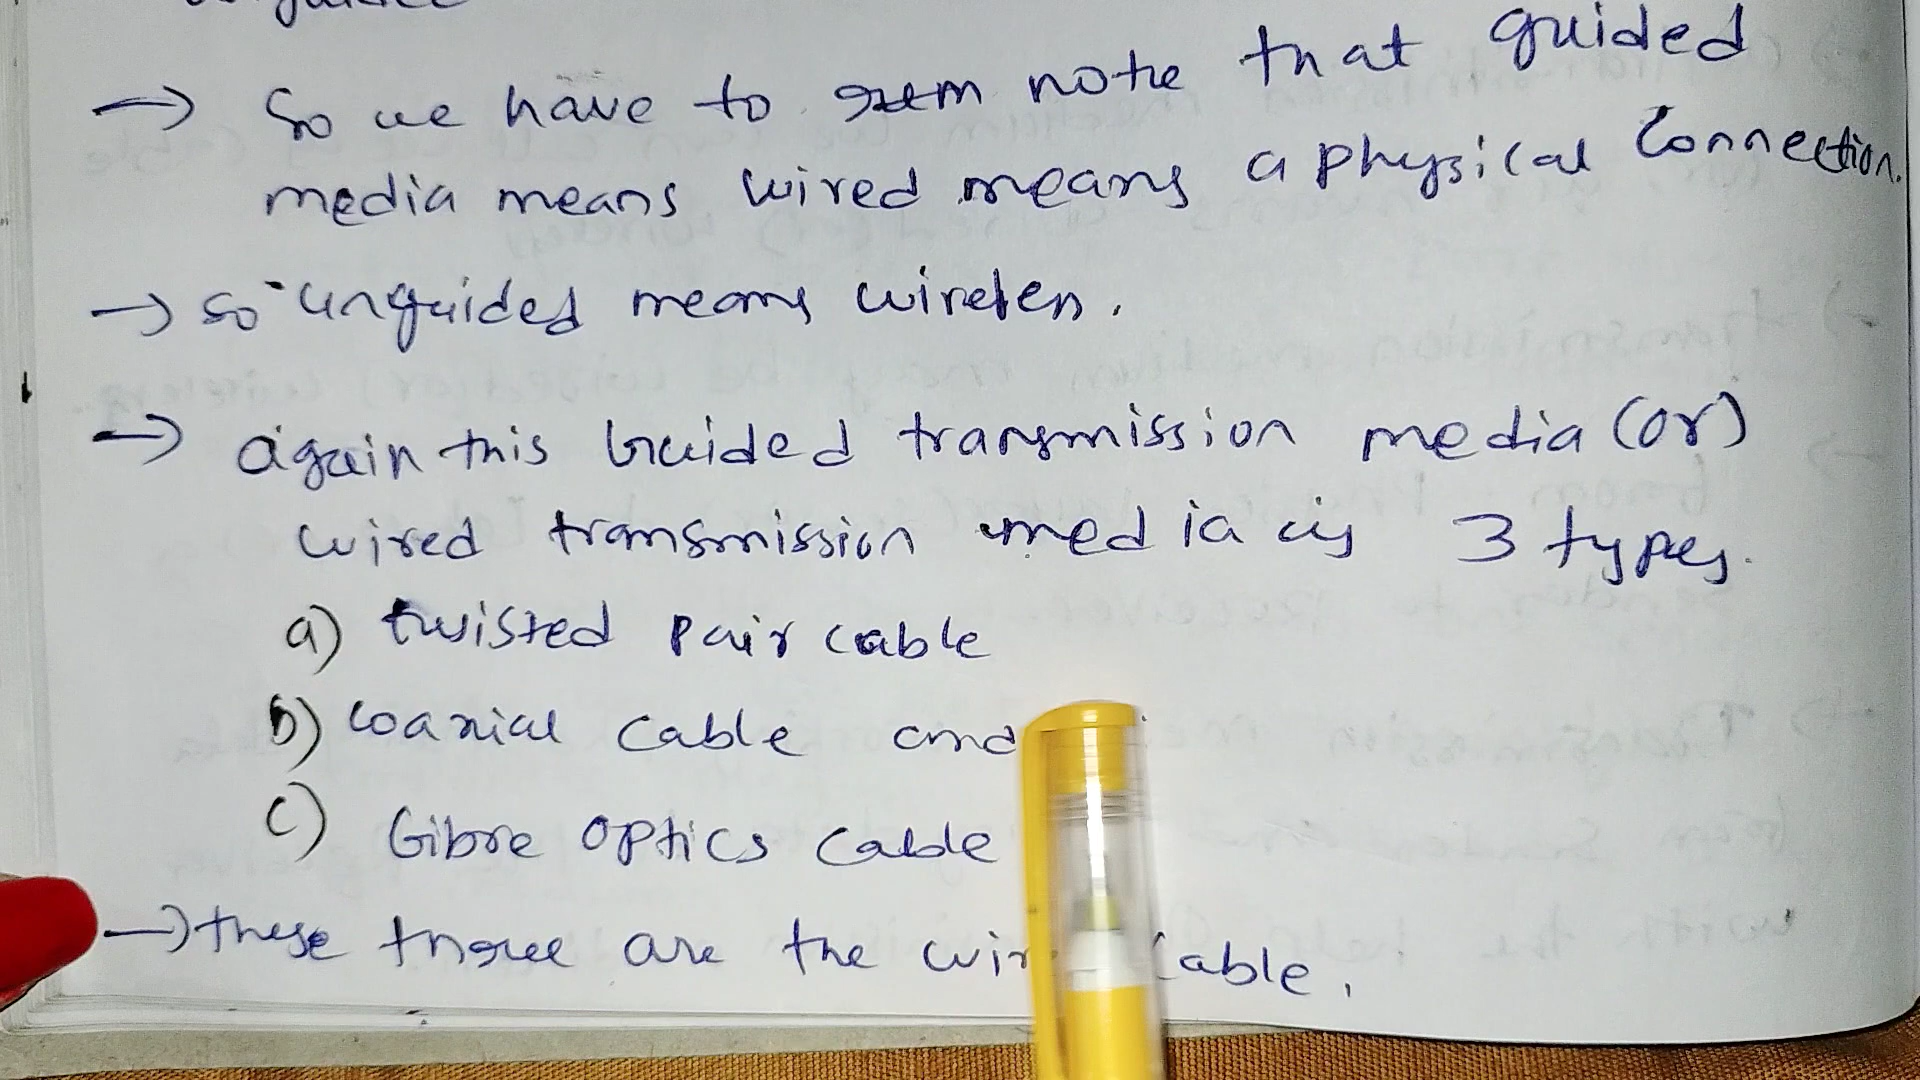 → So we have to note that guided
media means wired means a physical connection.
→ so unguided means wireless.
→ again this Guided transmission media (or)
wired transmission media is 3 types.
a) twisted pair cable
b) coaxial cable and
c) fibre optics cable
→ these three are the cable.